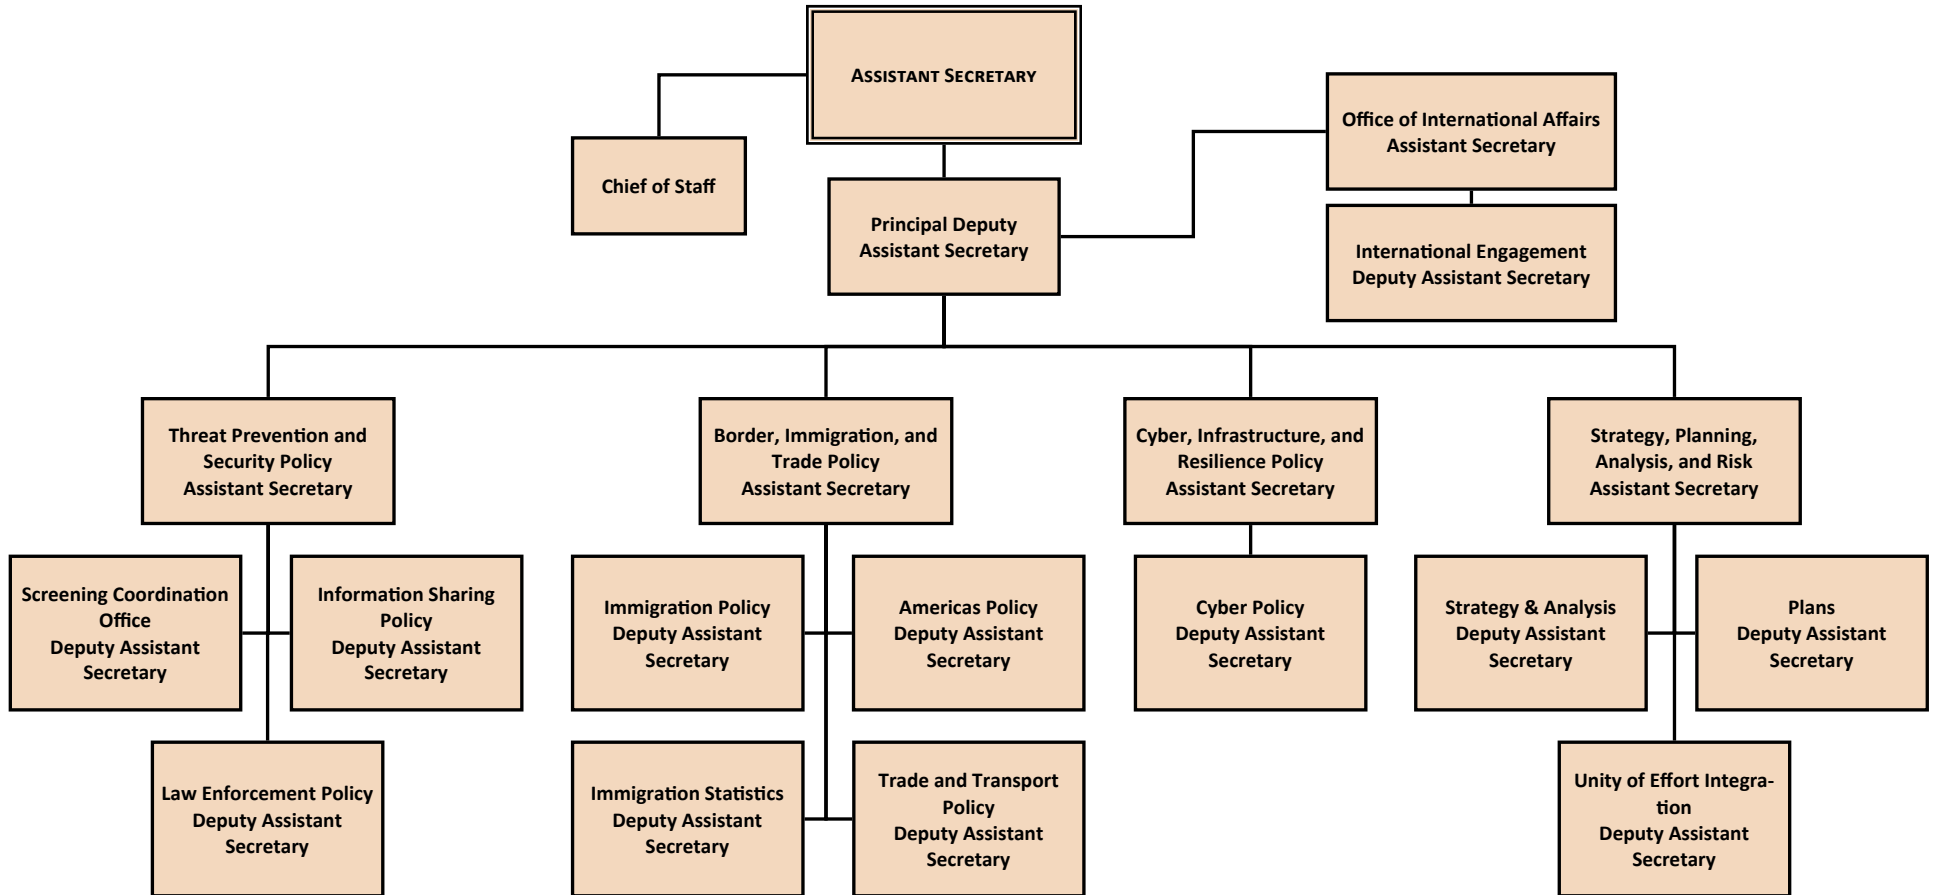 ASSISTANT SECRETARY
Chief of Staff
Principal Deputy
Assistant Secretary
Office of International Affairs
Assistant Secretary
International Engagement
Deputy Assistant Secretary
Threat Prevention and
Security Policy
Assistant Secretary
Border, Immigration, and
Trade Policy
Assistant Secretary
Cyber, Infrastructure, and
Resilience Policy
Assistant Secretary
Strategy, Planning,
Analysis, and Risk
Assistant Secretary
Screening Coordination
Office
Deputy Assistant
Secretary
Information Sharing
Policy
Deputy Assistant
Secretary
Immigration Policy
Deputy Assistant
Secretary
Americas Policy
Deputy Assistant
Secretary
Cyber Policy
Deputy Assistant
Secretary
Strategy & Analysis
Deputy Assistant
Secretary
Plans
Deputy Assistant
Secretary
Law Enforcement Policy
Deputy Assistant
Secretary
Immigration Statistics
Deputy Assistant
Secretary
Trade and Transport
Policy
Deputy Assistant
Secretary
Unity of Effort Integra-
tion
Deputy Assistant
Secretary